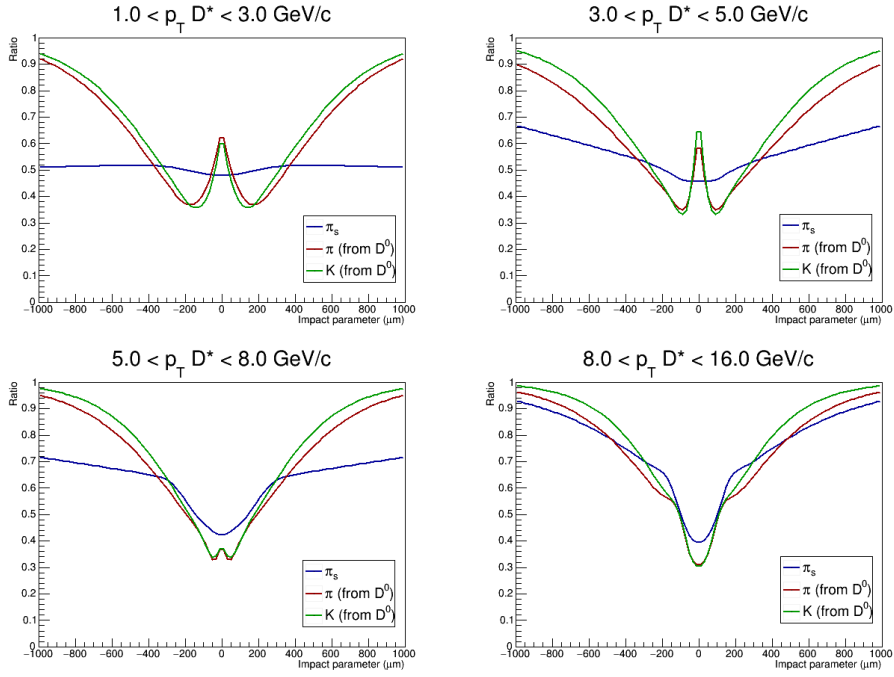 1.0 < p_T D* < 3.0 GeV/c
Ratio
1
0.9
0.8
0.7
0.6
0.5
0.4
0.3
0.2
0.1
0
π_s
π (from D⁰)
K (from D⁰)
−1000 −800 −600 −400 −200 0 200 400 600 800 1000
Impact parameter (μm)
3.0 < p_T D* < 5.0 GeV/c
Ratio
1
0.9
0.8
0.7
0.6
0.5
0.4
0.3
0.2
0.1
0
π_s
π (from D⁰)
K (from D⁰)
−1000 −800 −600 −400 −200 0 200 400 600 800 1000
Impact parameter (μm)
5.0 < p_T D* < 8.0 GeV/c
Ratio
1
0.9
0.8
0.7
0.6
0.5
0.4
0.3
0.2
0.1
0
π_s
π (from D⁰)
K (from D⁰)
−1000 −800 −600 −400 −200 0 200 400 600 800 1000
Impact parameter (μm)
8.0 < p_T D* < 16.0 GeV/c
Ratio
1
0.9
0.8
0.7
0.6
0.5
0.4
0.3
0.2
0.1
0
π_s
π (from D⁰)
K (from D⁰)
−1000 −800 −600 −400 −200 0 200 400 600 800 1000
Impact parameter (μm)